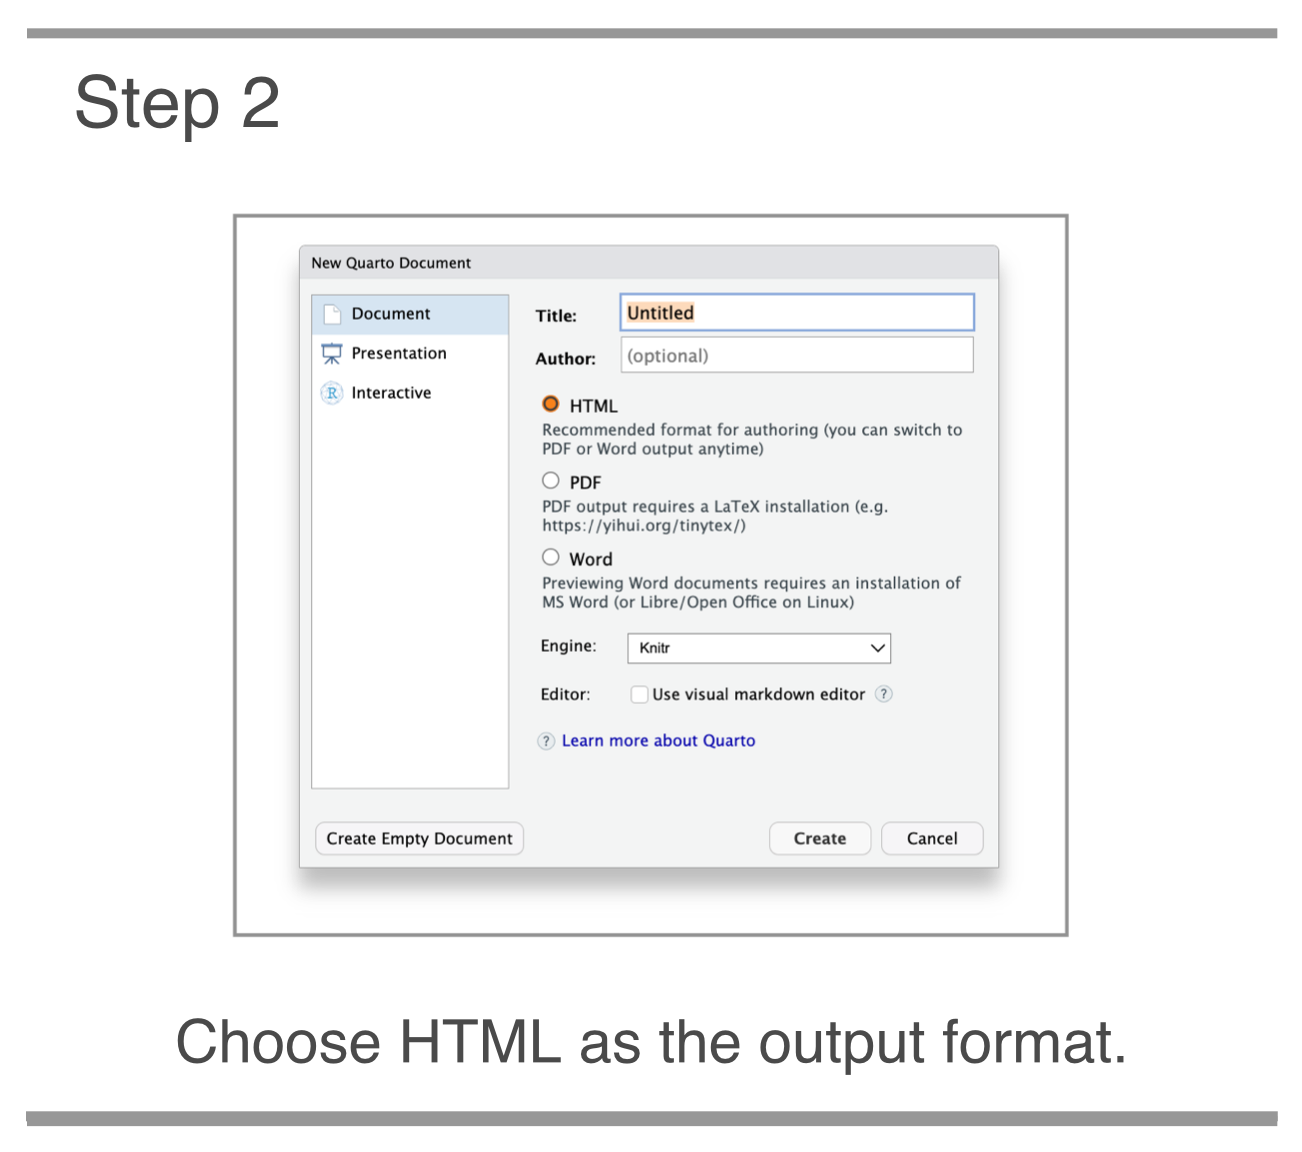 Step 2
New Quarto Document
Document
Presentation
R Interactive
Title: Untitled
Author: (optional)
HTML
Recommended format for authoring (you can switch to
PDF or Word output anytime)
PDF
PDF output requires a LaTeX installation (e.g.
https://yihui.org/tinytex/)
Word
Previewing Word documents requires an installation of
MS Word (or Libre/Open Office on Linux)
Engine: Knitr
Editor: Use visual markdown editor ?
? Learn more about Quarto
Create Empty Document Create Cancel
Choose HTML as the output format.